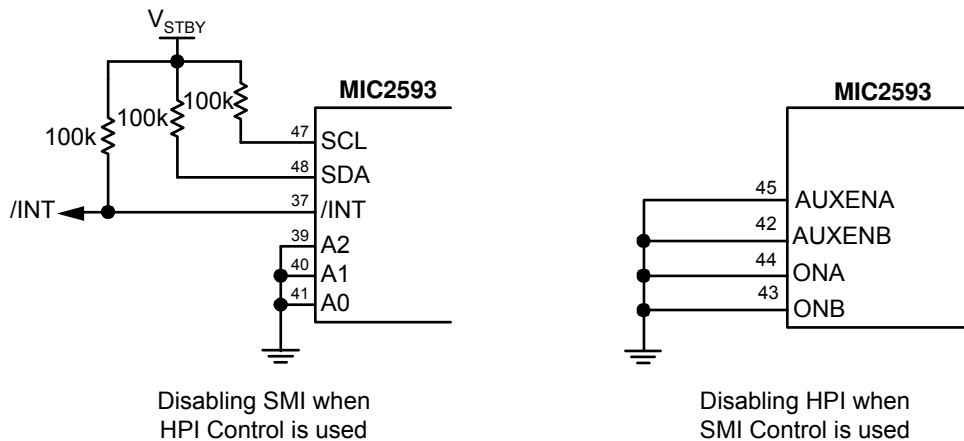 VSTBY
100k
100k
100k
MIC2593
47 SCL
48 SDA
/INT
37 /INT
39 A2
40 A1
41 A0
Disabling SMI when
HPI Control is used
MIC2593
45 AUXENA
42 AUXENB
44 ONA
43 ONB
Disabling HPI when
SMI Control is used